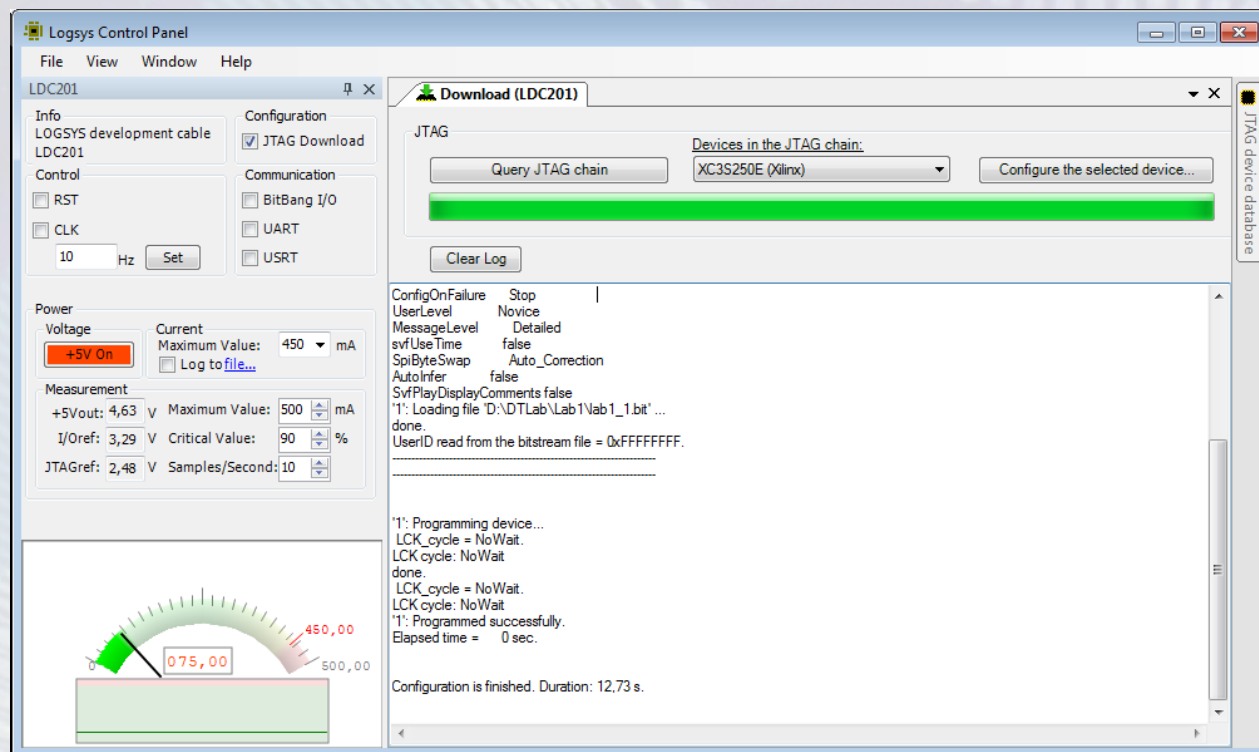 Logsys Control Panel
File View Window Help
LDC201
Info
LOGSYS development cable
LDC201
Configuration
JTAG Download
Control
RST
CLK
10 Hz Set
Communication
BitBang I/O
UART
USRT
Power
Voltage
+5V On
Current
Maximum Value: 450 mA
Log to file...
Measurement
+5Vout: 4,63 V Maximum Value: 500 mA
I/Oref: 3,29 V Critical Value: 90 %
JTAGref: 2,48 V Samples/Second: 10
0
075,00
450,00
500,00
Download (LDC201)
JTAG
Query JTAG chain
Devices in the JTAG chain:
XC3S250E (Xilinx)
Configure the selected device...
Clear Log
ConfigOnFailure Stop
UserLevel Novice
MessageLevel Detailed
svfUseTime false
SpiByteSwap Auto_Correction
AutoInfer false
SvfPlayDisplayComments false
'1': Loading file 'D:\DTLab\Lab1\lab1_1.bit' ...
done.
UserID read from the bitstream file = 0xFFFFFFFF.
----------------------------------------------------------------------
----------------------------------------------------------------------
'1': Programming device...
LCK_cycle = NoWait.
LCK cycle: NoWait
done.
LCK_cycle = NoWait.
LCK cycle: NoWait
'1': Programmed successfully.
Elapsed time = 0 sec.
Configuration is finished. Duration: 12,73 s.
JTAG device database